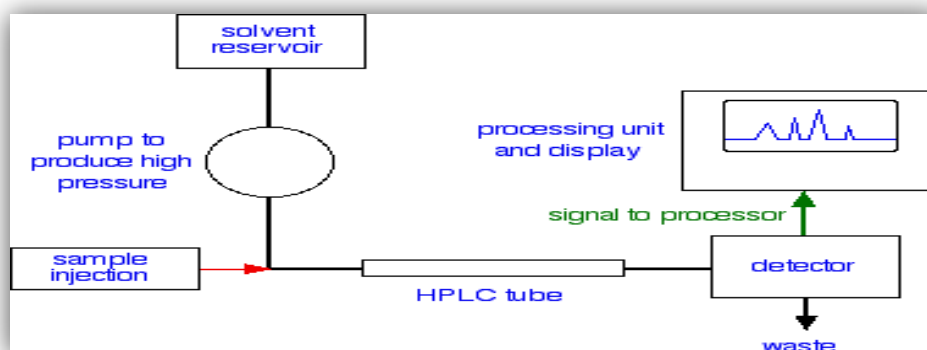 solvent
reservoir
pump to
produce high
pressure
processing unit
and display
signal to processor
sample
injection
detector
HPLC tube
waste